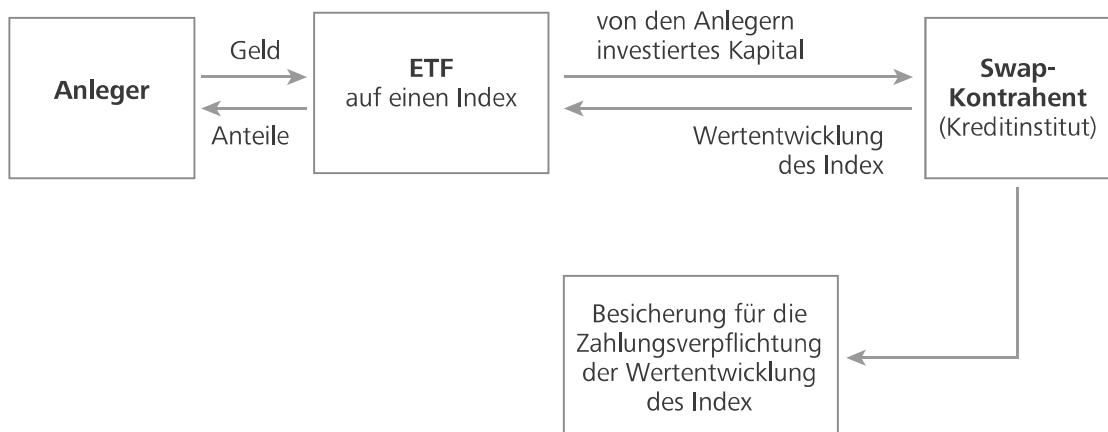 Anleger
Geld
Anteile
ETF
auf einen Index
von den Anlegern
investiertes Kapital
Wertentwicklung
des Index
Swap-
Kontrahent
(Kreditinstitut)
Besicherung für die
Zahlungsverpflichtung
der Wertentwicklung
des Index